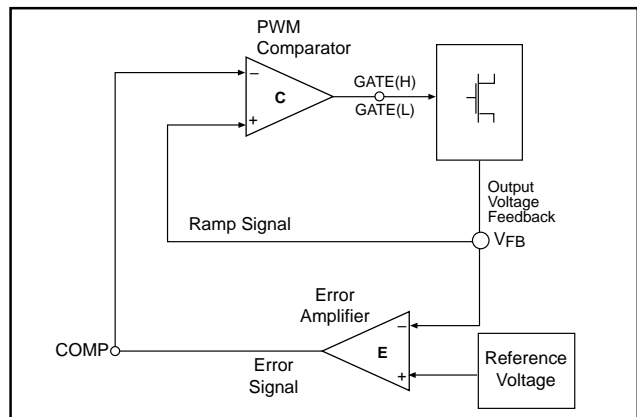 PWM
Comparator
−
C
+
GATE(H)
GATE(L)
Output
Voltage
Feedback
VFB
Ramp Signal
Error
Amplifier
−
E
+
COMP
Error
Signal
Reference
Voltage